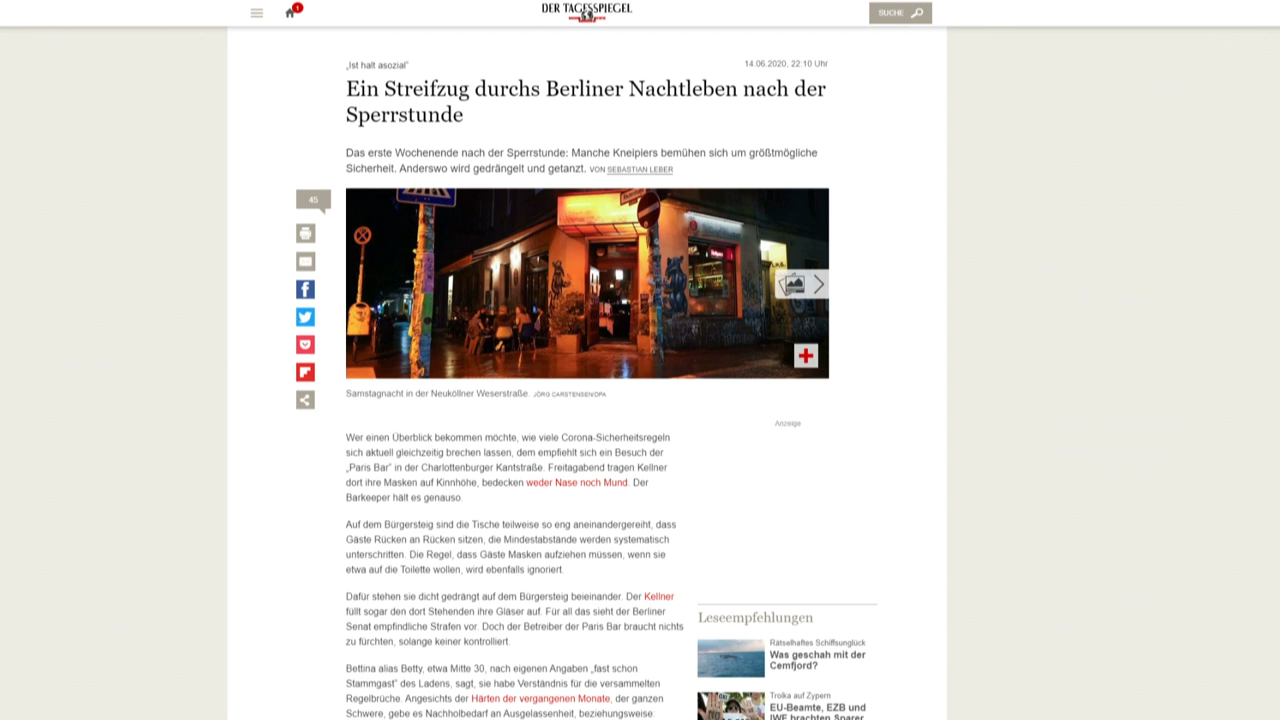 1
DER TAGESSPIEGEL
SUCHE
„Ist halt asozial“
14.06.2020, 22:10 Uhr
Ein Streifzug durchs Berliner Nachtleben nach der
Sperrstunde
Das erste Wochenende nach der Sperrstunde: Manche Kneipiers bemühen sich um größtmögliche
Sicherheit. Anderswo wird gedrängelt und getanzt. VON SEBASTIAN LEBER
45
Samstagnacht in der Neuköllner Weserstraße. JÖRG CARSTENSEN/DPA
Anzeige
Wer einen Überblick bekommen möchte, wie viele Corona-Sicherheitsregeln
sich aktuell gleichzeitig brechen lassen, dem empfiehlt sich ein Besuch der
„Paris Bar“ in der Charlottenburger Kantstraße. Freitagabend tragen Kellner
dort ihre Masken auf Kinnhöhe, bedecken weder Nase noch Mund. Der
Barkeeper hält es genauso.
Auf dem Bürgersteig sind die Tische teilweise so eng aneinandergereiht, dass
Gäste Rücken an Rücken sitzen, die Mindestabstände werden systematisch
unterschritten. Die Regel, dass Gäste Masken aufziehen müssen, wenn sie
etwa auf die Toilette wollen, wird ebenfalls ignoriert.
Dafür stehen sie dicht gedrängt auf dem Bürgersteig beieinander. Der Kellner
füllt sogar den dort Stehenden ihre Gläser auf. Für all das sieht der Berliner
Senat empfindliche Strafen vor. Doch der Betreiber der Paris Bar braucht nichts
zu fürchten, solange keiner kontrolliert.
Bettina alias Betty, etwa Mitte 30, nach eigenen Angaben „fast schon
Stammgast“ des Ladens, sagt, sie habe Verständnis für die versammelten
Regelbrüche. Angesichts der Härten der vergangenen Monate, der ganzen
Schwere, gebe es Nachholbedarf an Ausgelassenheit, beziehungsweise:
Leseempfehlungen
Rätselhaftes Schiffsunglück
Was geschah mit der
Cemfjord?
Troika auf Zypern
EU-Beamte, EZB und
IWF brachten Sparer